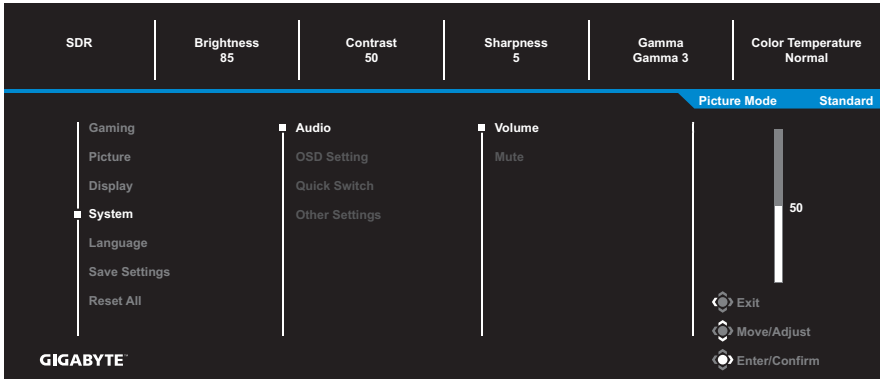 SDR
Brightness
85
Contrast
50
Sharpness
5
Gamma
Gamma 3
Color Temperature
Normal
Picture Mode Standard
Gaming
Picture
Display
System
Language
Save Settings
Reset All
Audio
OSD Setting
Quick Switch
Other Settings
Volume
Mute
50
Exit
Move/Adjust
Enter/Confirm
GIGABYTE™